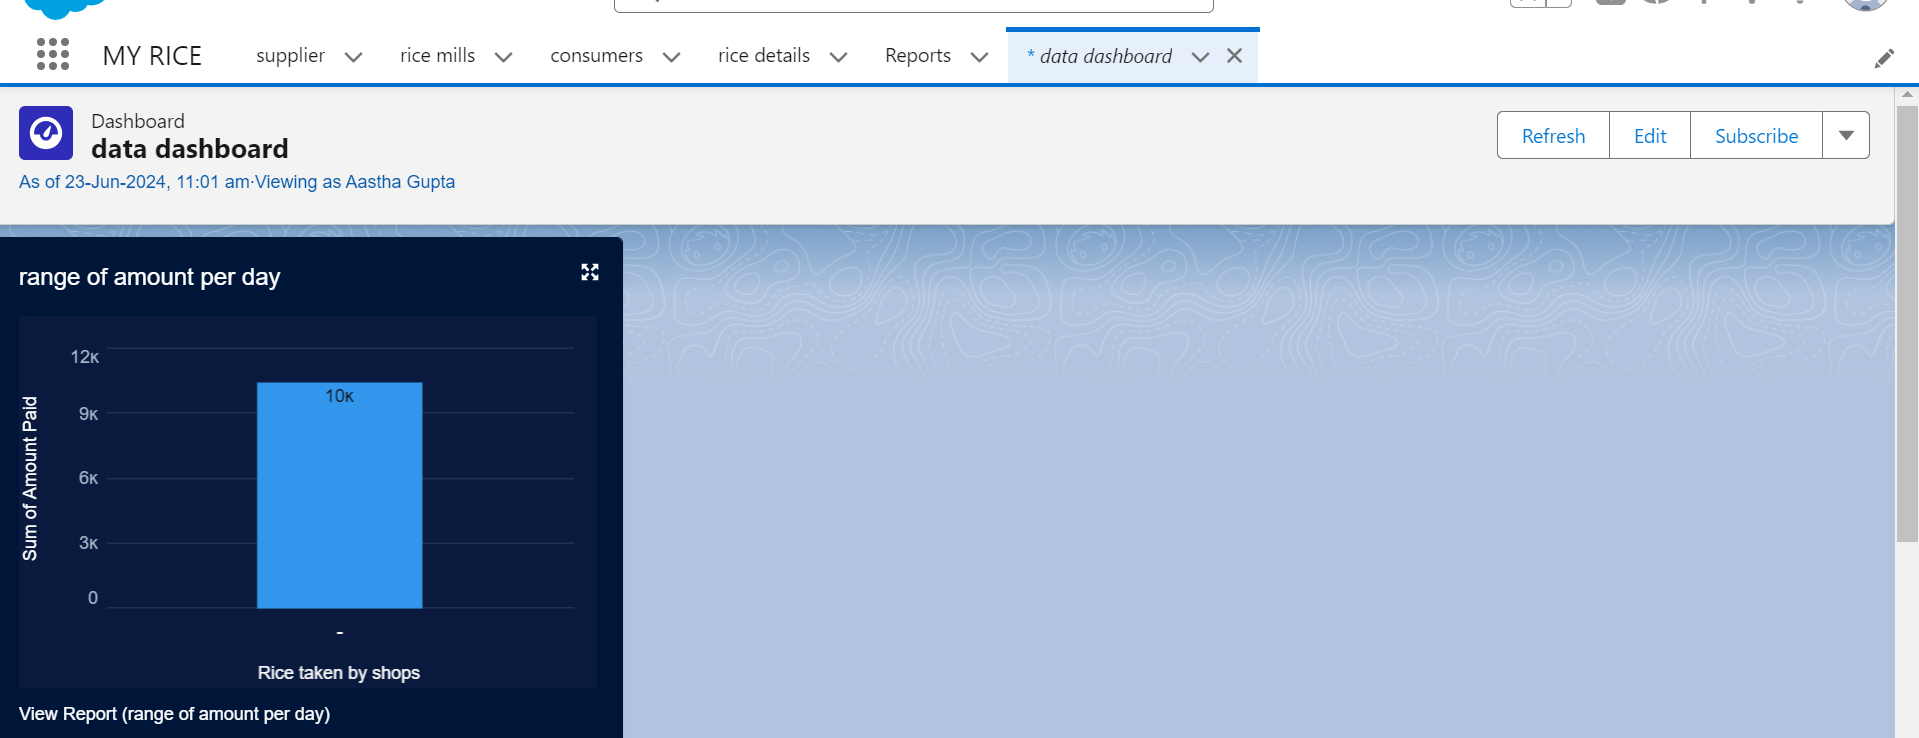 MY RICE supplier rice mills consumers rice details Reports * data dashboard
Dashboard
data dashboard
As of 23-Jun-2024, 11:01 am·Viewing as Aastha Gupta
Refresh Edit Subscribe
range of amount per day
Sum of Amount Paid
12K
9K
6K
3K
0
10K
-
Rice taken by shops
View Report (range of amount per day)